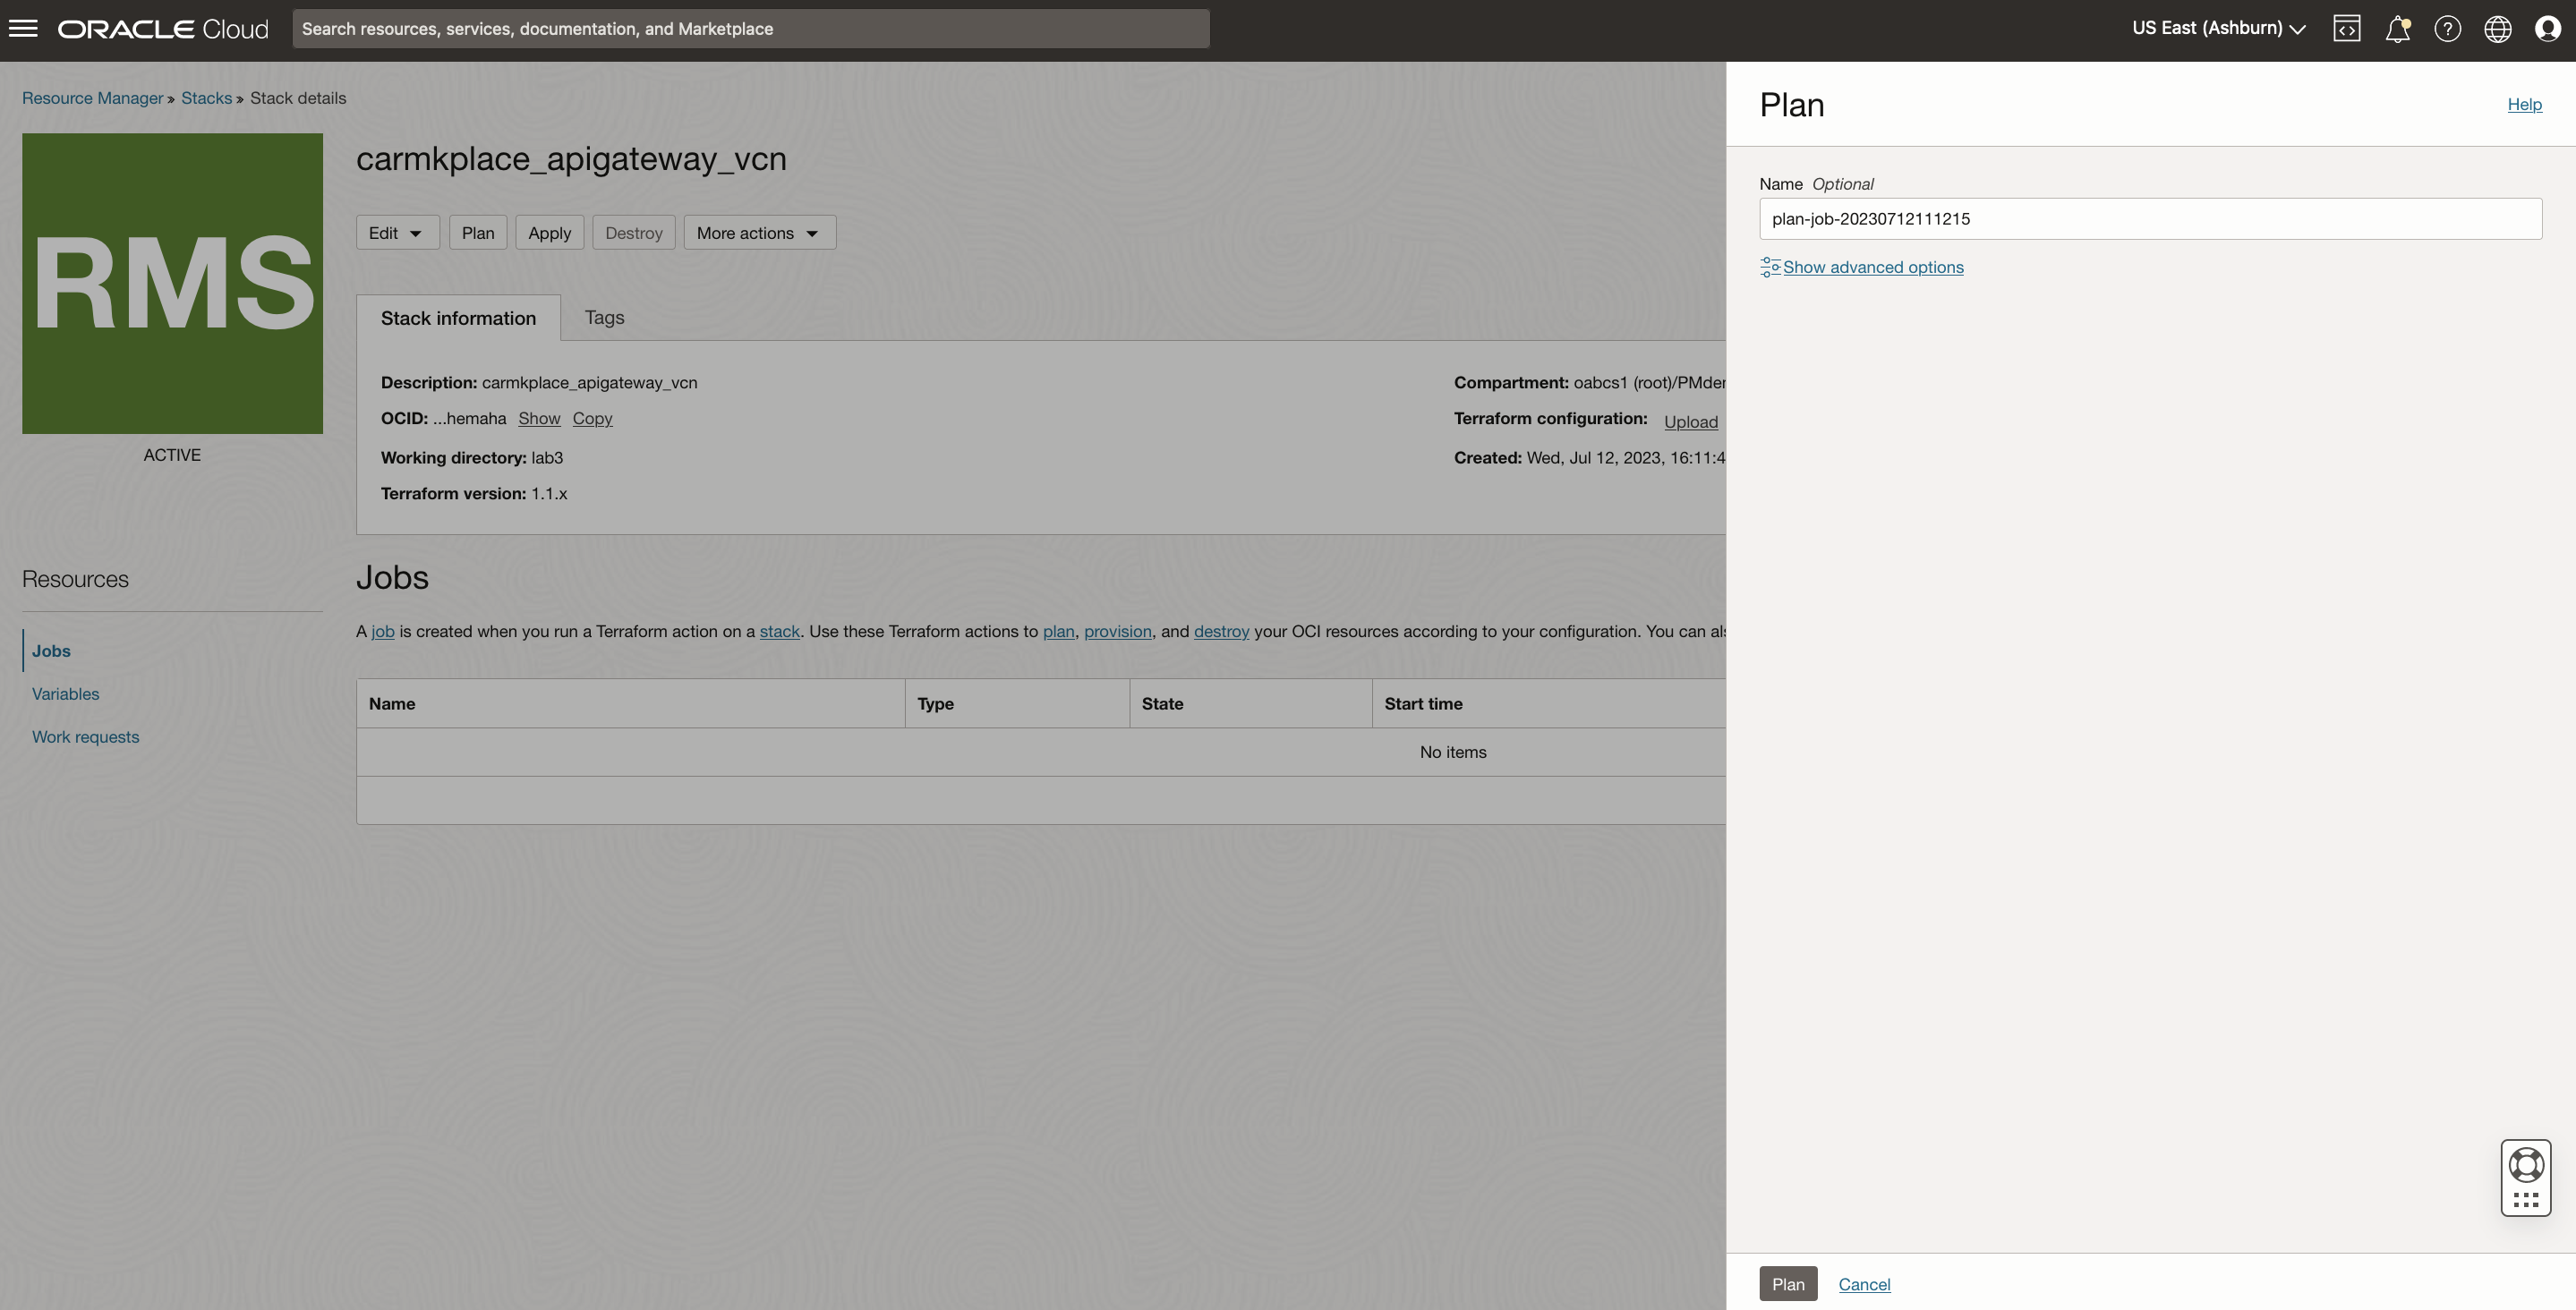 ORACLE Cloud
Search resources, services, documentation, and Marketplace
US East (Ashburn)
Resource Manager » Stacks » Stack details
RMS
ACTIVE
carmkplace_apigateway_vcn
Edit Plan Apply Destroy More actions
Stack information Tags
Description: carmkplace_apigateway_vcn
OCID: ...hemaha Show Copy
Working directory: lab3
Terraform version: 1.1.x
Compartment: oabcs1 (root)/PMder
Terraform configuration: Upload
Created: Wed, Jul 12, 2023, 16:11:4
Resources
Jobs
Variables
Work requests
Jobs
A job is created when you run a Terraform action on a stack. Use these Terraform actions to plan, provision, and destroy your OCI resources according to your configuration. You can als
Name Type State Start time
No items
Plan
Help
Name Optional
plan-job-20230712111215
Show advanced options
Plan Cancel